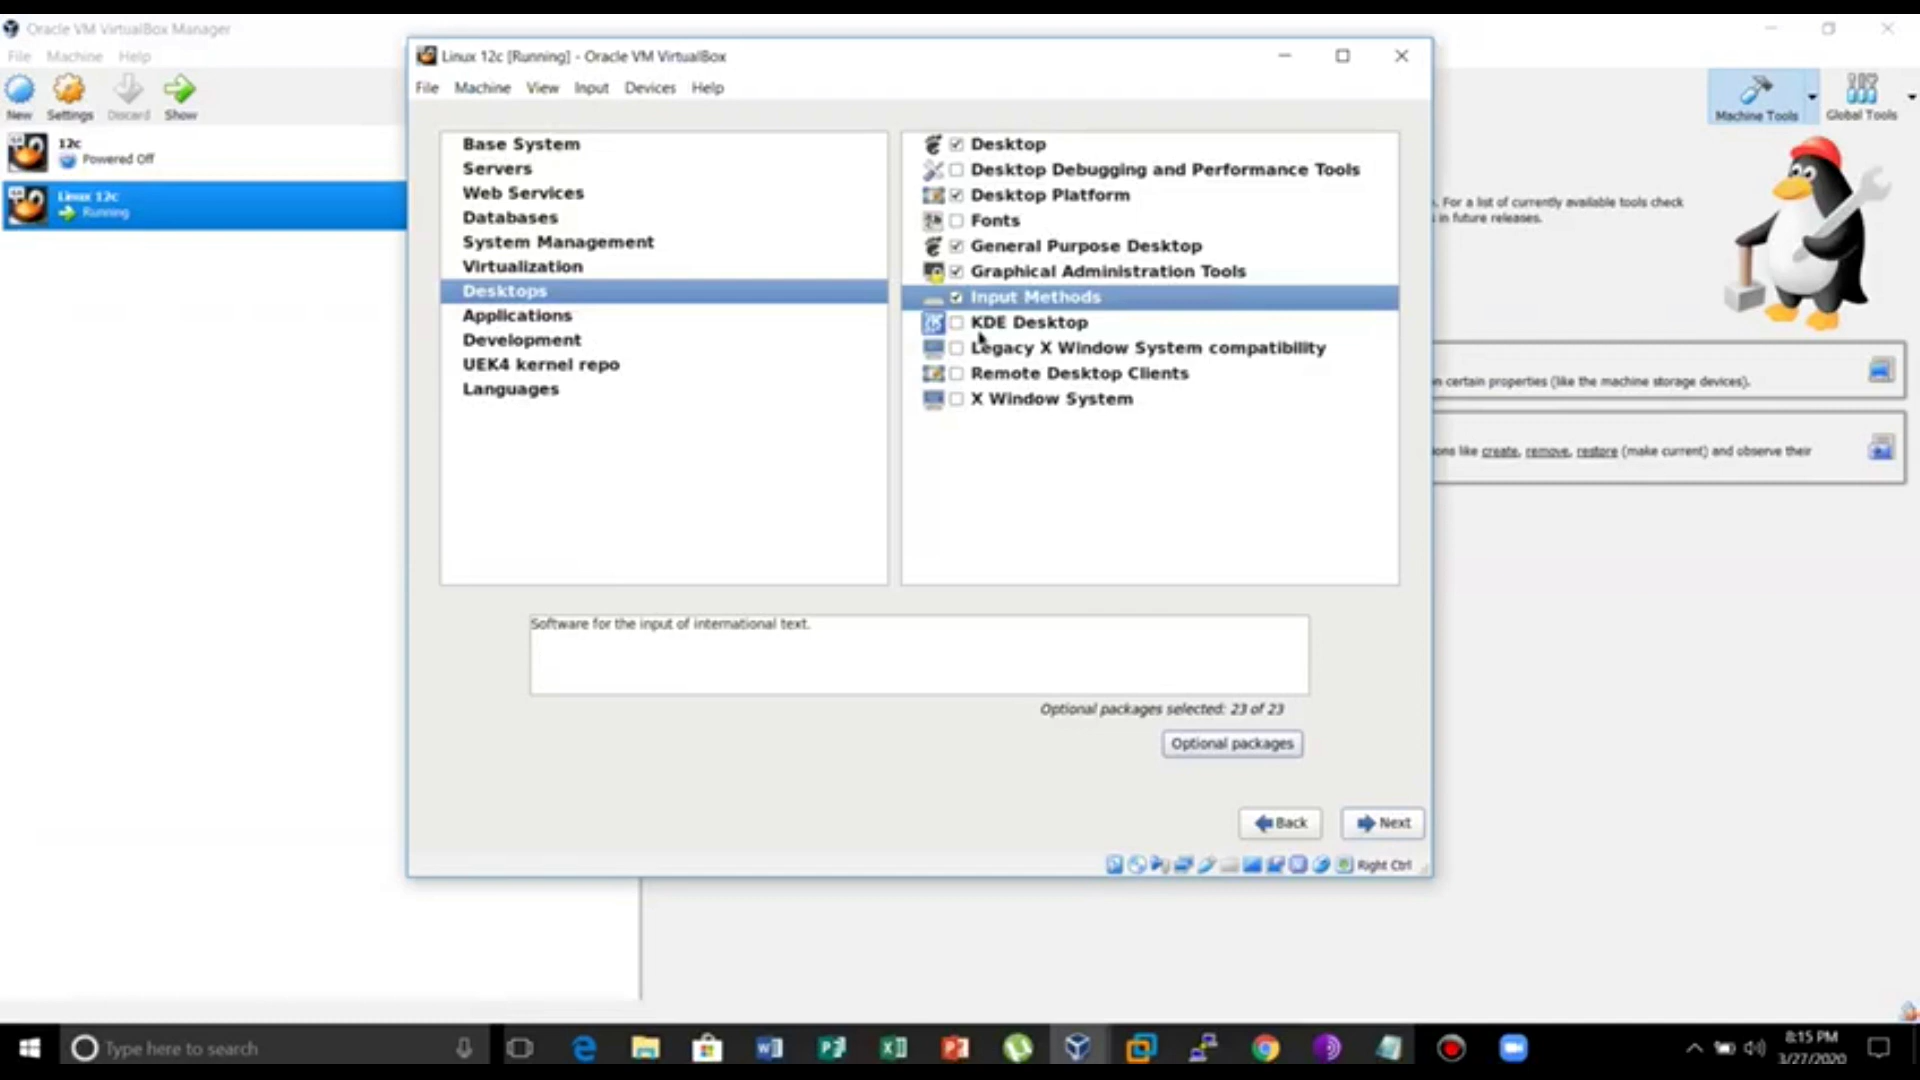 Oracle VM VirtualBox Manager
File Machine Help
New Settings Discard Show
12c
Powered Off
Linux 12c
Running
Linux 12c [Running] - Oracle VM VirtualBox
File Machine View Input Devices Help
Base System
Servers
Web Services
Databases
System Management
Virtualization
Desktops
Applications
Development
UEK4 kernel repo
Languages
Desktop
Desktop Debugging and Performance Tools
Desktop Platform
Fonts
General Purpose Desktop
Graphical Administration Tools
Input Methods
KDE Desktop
Legacy X Window System compatibility
Remote Desktop Clients
X Window System
Software for the input of international text.
Optional packages selected: 23 of 23
Optional packages
Back Next
Right Ctrl
Machine Tools Global Tools
. For a list of currently available tools check
in future releases.
n certain properties (like the machine storage devices).
ions like create, remove, restore (make current) and observe their
Type here to search
8:15 PM
3/27/2020